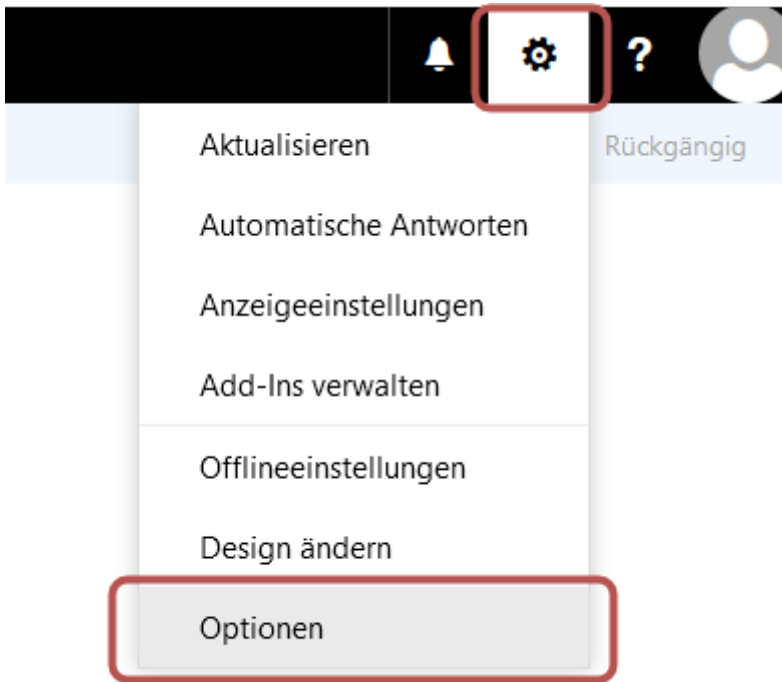 ?
Aktualisieren
Rückgängig
Automatische Antworten
Anzeigeeinstellungen
Add-Ins verwalten
Offlineeinstellungen
Design ändern
Optionen